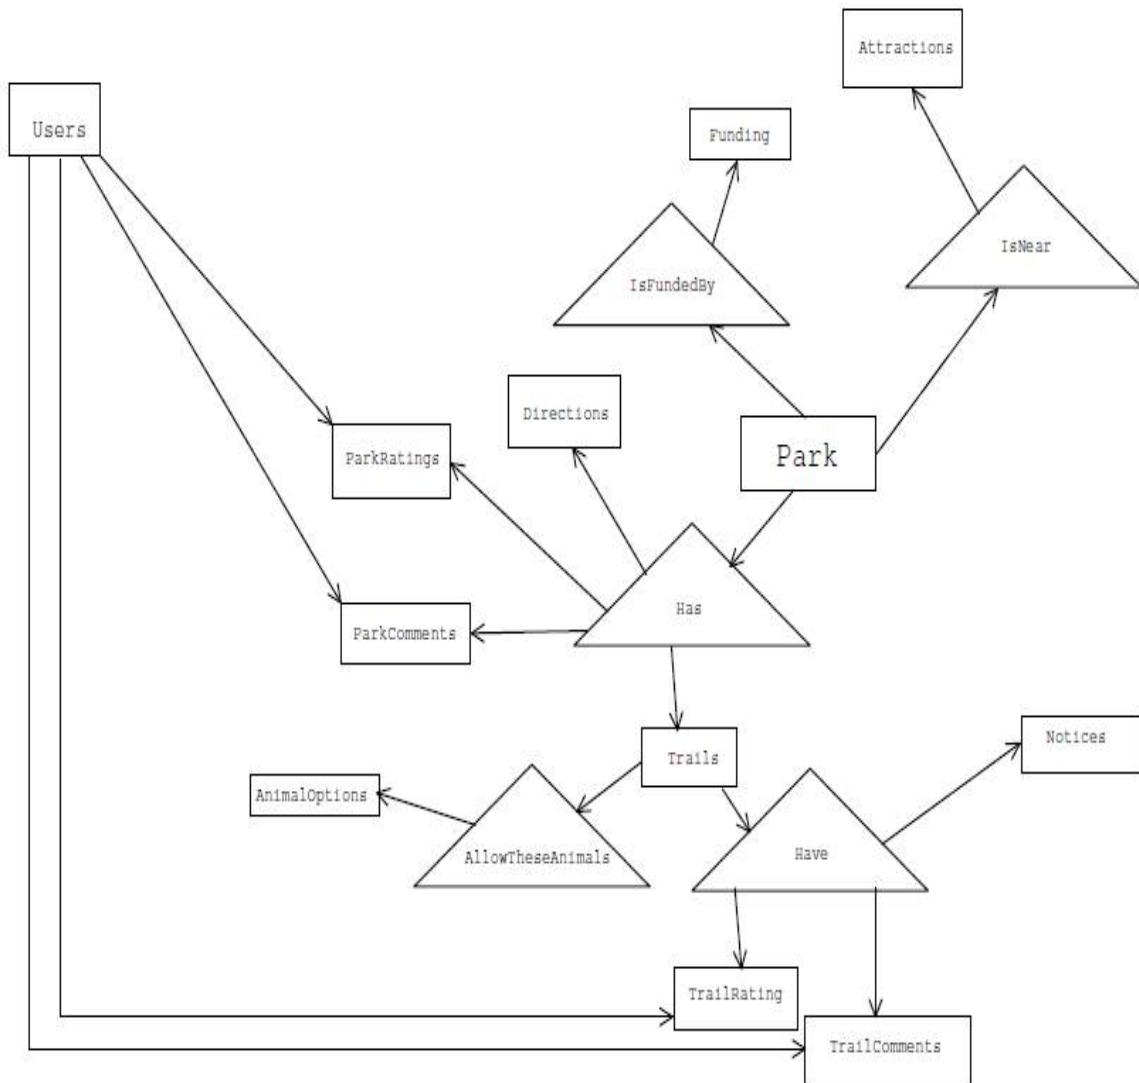 Attractions
Users
Funding
IsNear
IsFundedBy
Directions
Park
ParkRatings
Has
ParkComments
Notices
Trails
AnimalOptions
AllowTheseAnimals
Have
TrailRating
TrailComments